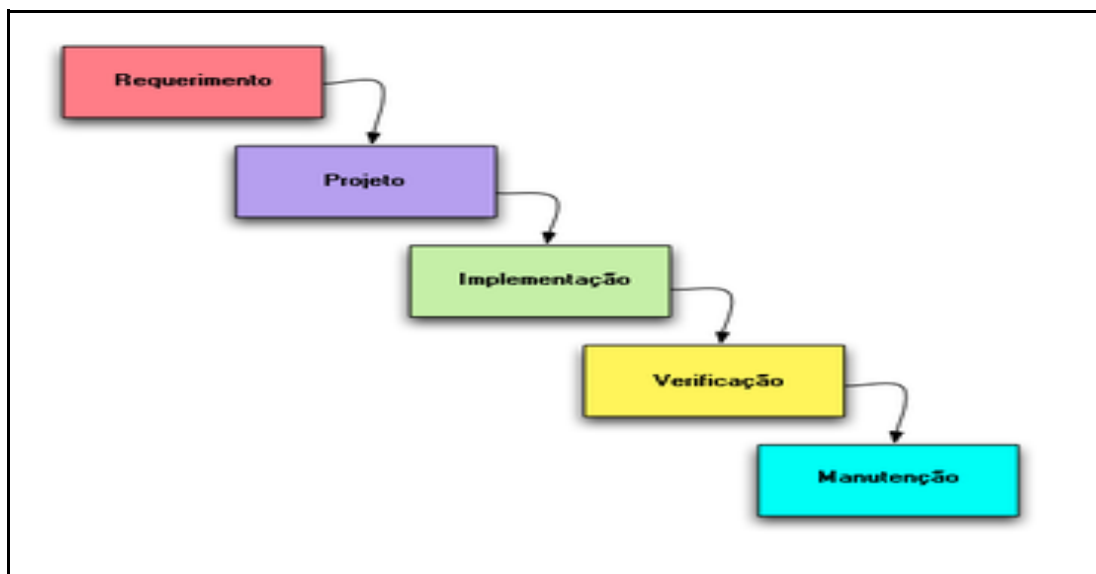 Requerimento
Projeto
Implementação
Verificação
Manutenção